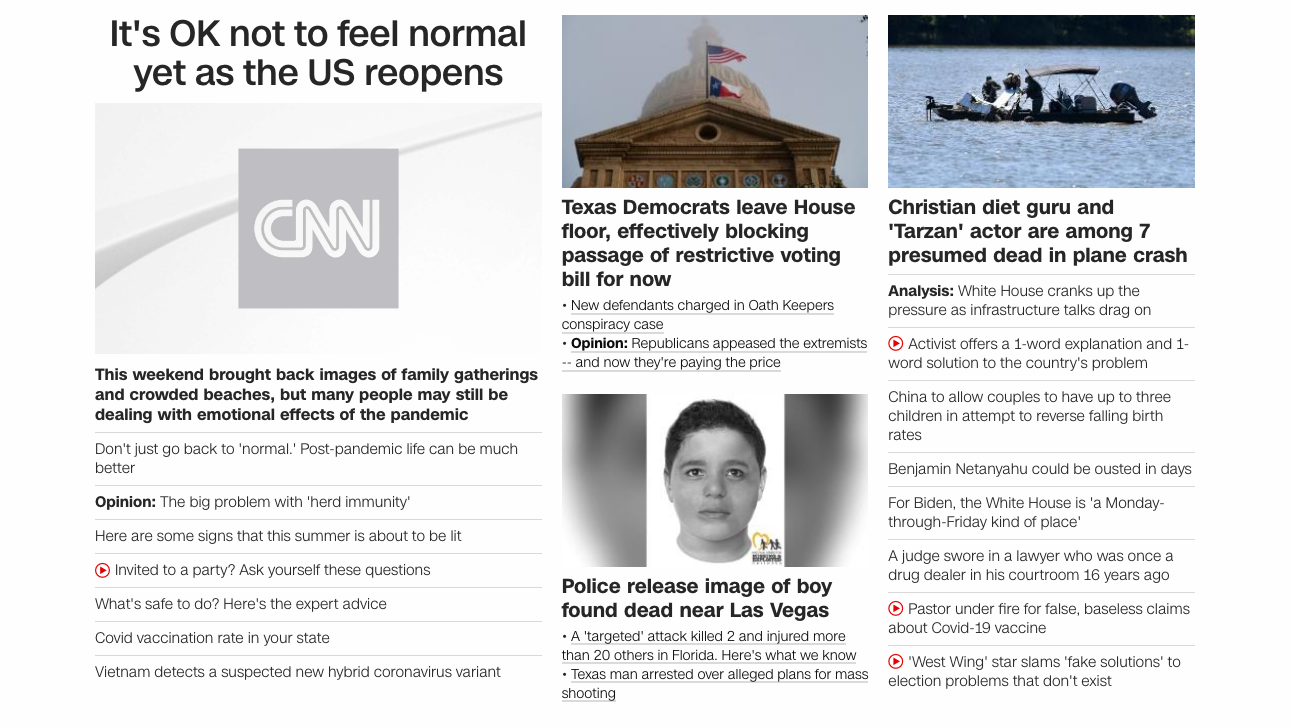 It's OK not to feel normal
yet as the US reopens
CNN
This weekend brought back images of family gatherings
and crowded beaches, but many people may still be
dealing with emotional effects of the pandemic
Don't just go back to 'normal.' Post-pandemic life can be much
better
Opinion: The big problem with 'herd immunity'
Here are some signs that this summer is about to be lit
Invited to a party? Ask yourself these questions
What's safe to do? Here's the expert advice
Covid vaccination rate in your state
Vietnam detects a suspected new hybrid coronavirus variant
Texas Democrats leave House
floor, effectively blocking
passage of restrictive voting
bill for now
• New defendants charged in Oath Keepers
conspiracy case
• Opinion: Republicans appeased the extremists
-- and now they're paying the price
Police release image of boy
found dead near Las Vegas
• A 'targeted' attack killed 2 and injured more
than 20 others in Florida. Here's what we know
• Texas man arrested over alleged plans for mass
shooting
Christian diet guru and
'Tarzan' actor are among 7
presumed dead in plane crash
Analysis: White House cranks up the
pressure as infrastructure talks drag on
Activist offers a 1-word explanation and 1-
word solution to the country's problem
China to allow couples to have up to three
children in attempt to reverse falling birth
rates
Benjamin Netanyahu could be ousted in days
For Biden, the White House is 'a Monday-
through-Friday kind of place'
A judge swore in a lawyer who was once a
drug dealer in his courtroom 16 years ago
Pastor under fire for false, baseless claims
about Covid-19 vaccine
'West Wing' star slams 'fake solutions' to
election problems that don't exist